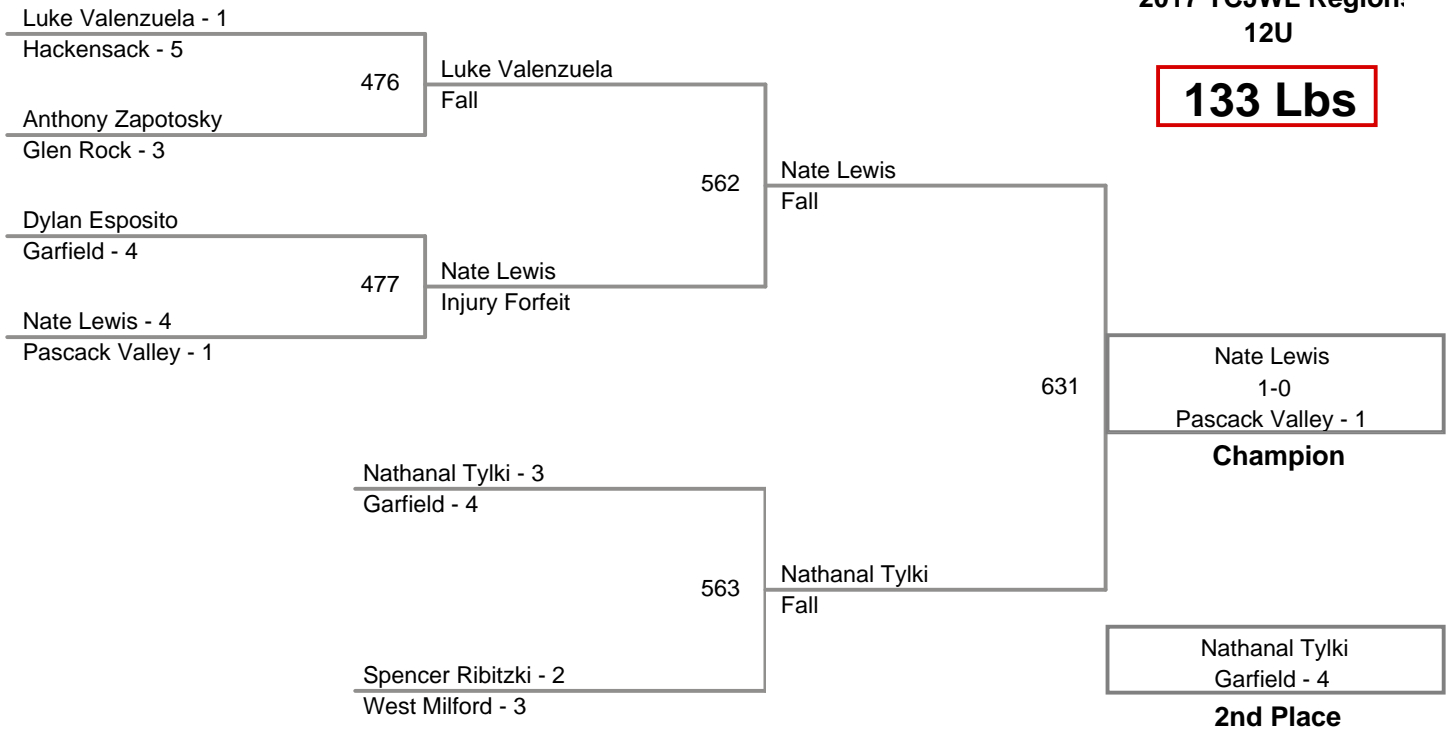 12U
133 Lbs
Luke Valenzuela - 1
Hackensack - 5
476
Luke Valenzuela
Fall
Anthony Zapotosky
Glen Rock - 3
562
Nate Lewis
Fall
Dylan Esposito
Garfield - 4
477
Nate Lewis
Injury Forfeit
Nate Lewis - 4
Pascack Valley - 1
631
Nate Lewis
1-0
Pascack Valley - 1
Champion
Nathanal Tylki - 3
Garfield - 4
563
Nathanal Tylki
Fall
Spencer Ribitzki - 2
West Milford - 3
Nathanal Tylki
Garfield - 4
2nd Place